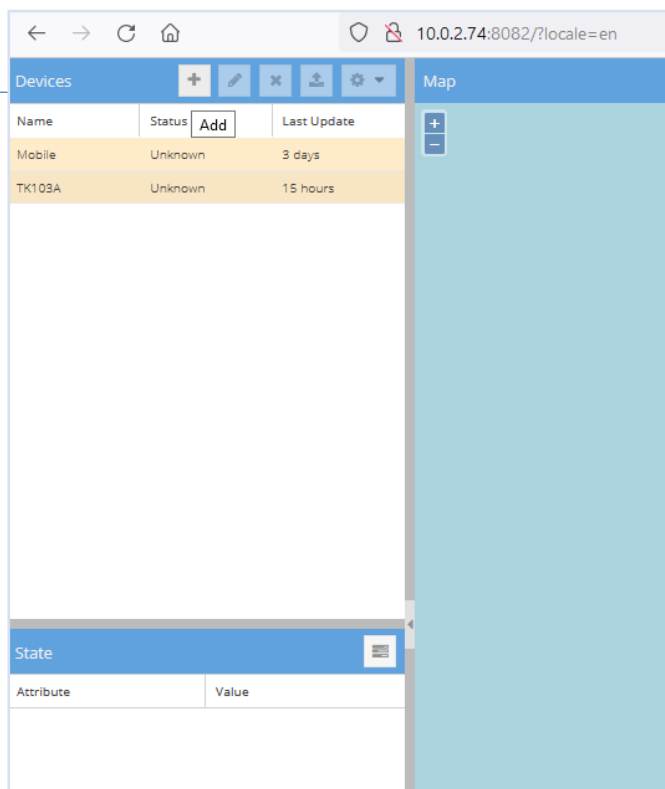 10.0.2.74:8082/?locale=en
Devices
Map
Name Status Add Last Update
Mobile Unknown 3 days
TK103A Unknown 15 hours
State
Attribute Value